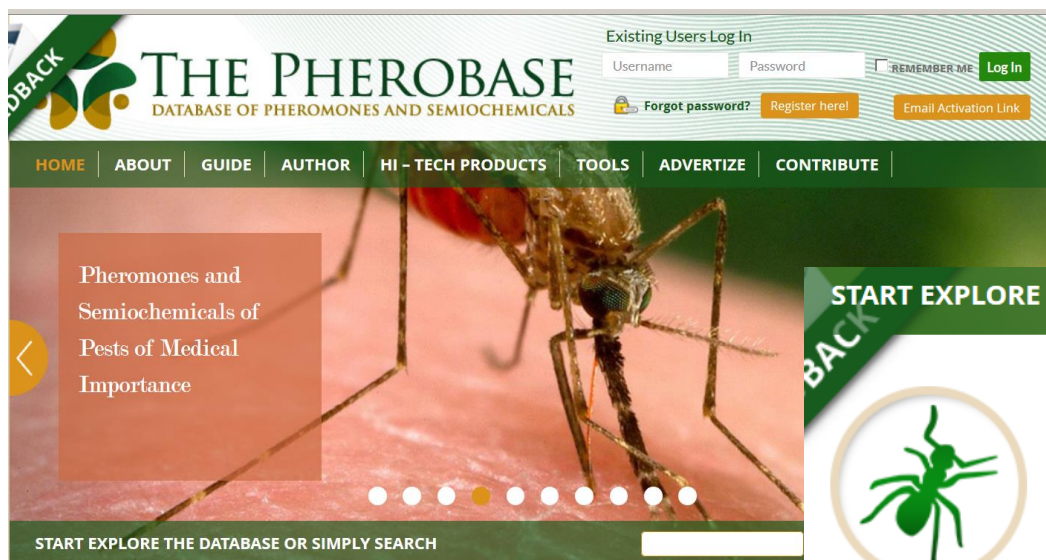 DBACK
THE PHEROBASE
DATABASE OF PHEROMONES AND SEMIOCHEMICALS
Existing Users Log In
Username
Password
REMEMBER ME
Log In
Forgot password?
Register here!
Email Activation Link
HOME
ABOUT
GUIDE
AUTHOR
HI – TECH PRODUCTS
TOOLS
ADVERTIZE
CONTRIBUTE
Pheromones and
Semiochemicals of
Pests of Medical
Importance
START EXPLORE
DBACK
START EXPLORE THE DATABASE OR SIMPLY SEARCH